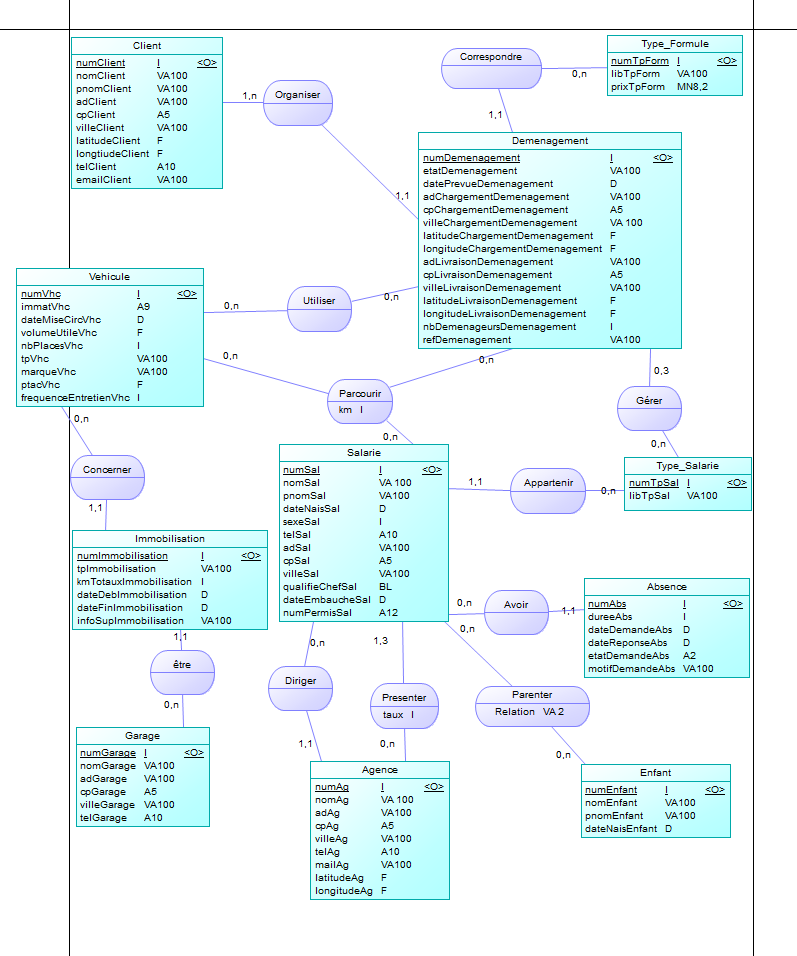 Client
numClient I <O>
nomClient VA100
pnomClient VA100
adClient VA100
cpClient A5
villeClient VA100
latitudeClient F
longtiudeClient F
telClient A10
emailClient VA100
1,n
Organiser
1,1
Correspondre
0,n
1,1
Type_Formule
numTpForm I <O>
libTpForm VA100
prixTpForm MN8,2
Demenagement
numDemenagement I <O>
etatDemenagement VA100
datePrevueDemenagement D
adChargementDemenagement VA100
cpChargementDemenagement A5
villeChargementDemenagement VA 100
latitudeChargementDemenagement F
longitudeChargementDemenagement F
adLivraisonDemenagement VA100
cpLivraisonDemenagement A5
villeLivraisonDemenagement VA100
latitudeLivraisonDemenagement F
longitudeLivraisonDemenagement F
nbDemenageursDemenagement I
refDemenagement VA100
Vehicule
numVhc I <O>
immatVhc A9
dateMiseCircVhc D
volumeUtileVhc F
nbPlacesVhc I
tpVhc VA100
marqueVhc VA100
ptacVhc F
frequenceEntretienVhc I
0,n
Utiliser
0,n
0,n
Parcourir
km I
0,n
0,n
0,3
Gérer
0,n
0,n
Concerner
1,1
Salarie
numSal I <O>
nomSal VA 100
pnomSal VA100
dateNaisSal D
sexeSal I
telSal A10
adSal VA100
cpSal A5
villeSal VA100
qualifieChefSal BL
dateEmbaucheSal D
numPermisSal A12
1,1
Appartenir
0,n
Type_Salarie
numTpSal I <O>
libTpSal VA100
Immobilisation
numImmobilisation I <O>
tpImmobilisation VA100
kmTotauxImmobilisation I
dateDebImmobilisation D
dateFinImmobilisation D
infoSupImmobilisation VA100
1,1
être
0,n
0,n
Avoir
1,1
Absence
numAbs I <O>
dureeAbs I
dateDemandeAbs D
dateReponseAbs D
etatDemandeAbs A2
motifDemandeAbs VA100
0,n
Parenter
Relation VA2
0,n
0,n
Diriger
1,1
1,3
Presenter
taux I
0,n
Garage
numGarage I <O>
nomGarage VA100
adGarage VA100
cpGarage A5
villeGarage VA100
telGarage A10
Agence
numAg I <O>
nomAg VA 100
adAg VA100
cpAg A5
villeAg VA100
telAg A10
mailAg VA100
latitudeAg F
longitudeAg F
Enfant
numEnfant I <O>
nomEnfant VA100
pnomEnfant VA100
dateNaisEnfant D